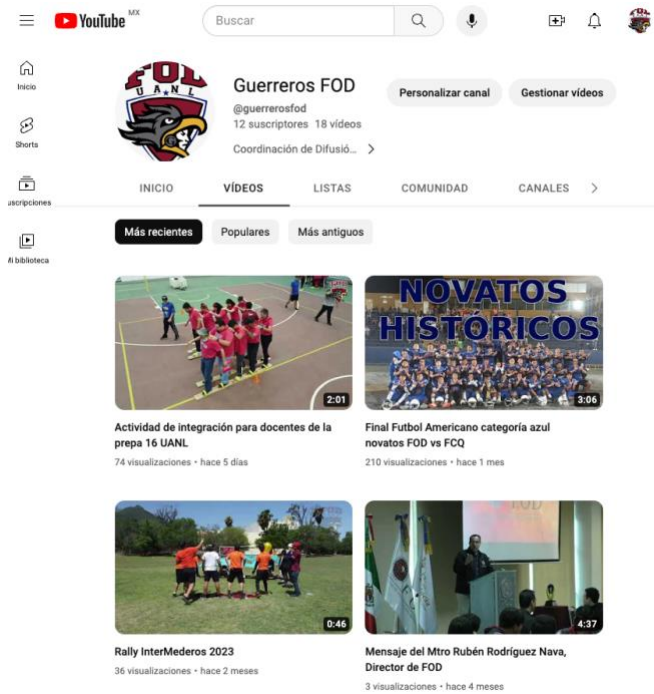 YouTube MX
Buscar
Inicio
Shorts
uscripciones
Mi biblioteca
FOD
UANL
Guerreros FOD
@guerrerosfod
12 suscriptores 18 vídeos
Coordinación de Difusió... >
Personalizar canal
Gestionar vídeos
INICIO
VÍDEOS
LISTAS
COMUNIDAD
CANALES >
Más recientes
Populares
Más antiguos
2:01
Actividad de integración para docentes de la
prepa 16 UANL
74 visualizaciones • hace 5 días
NOVATOS
HISTÓRICOS
3:06
Final Futbol Americano categoría azul
novatos FOD vs FCQ
210 visualizaciones • hace 1 mes
0:46
Rally InterMederos 2023
36 visualizaciones • hace 2 meses
FOD
4:37
Mensaje del Mtro Rubén Rodríguez Nava,
Director de FOD
3 visualizaciones • hace 4 meses